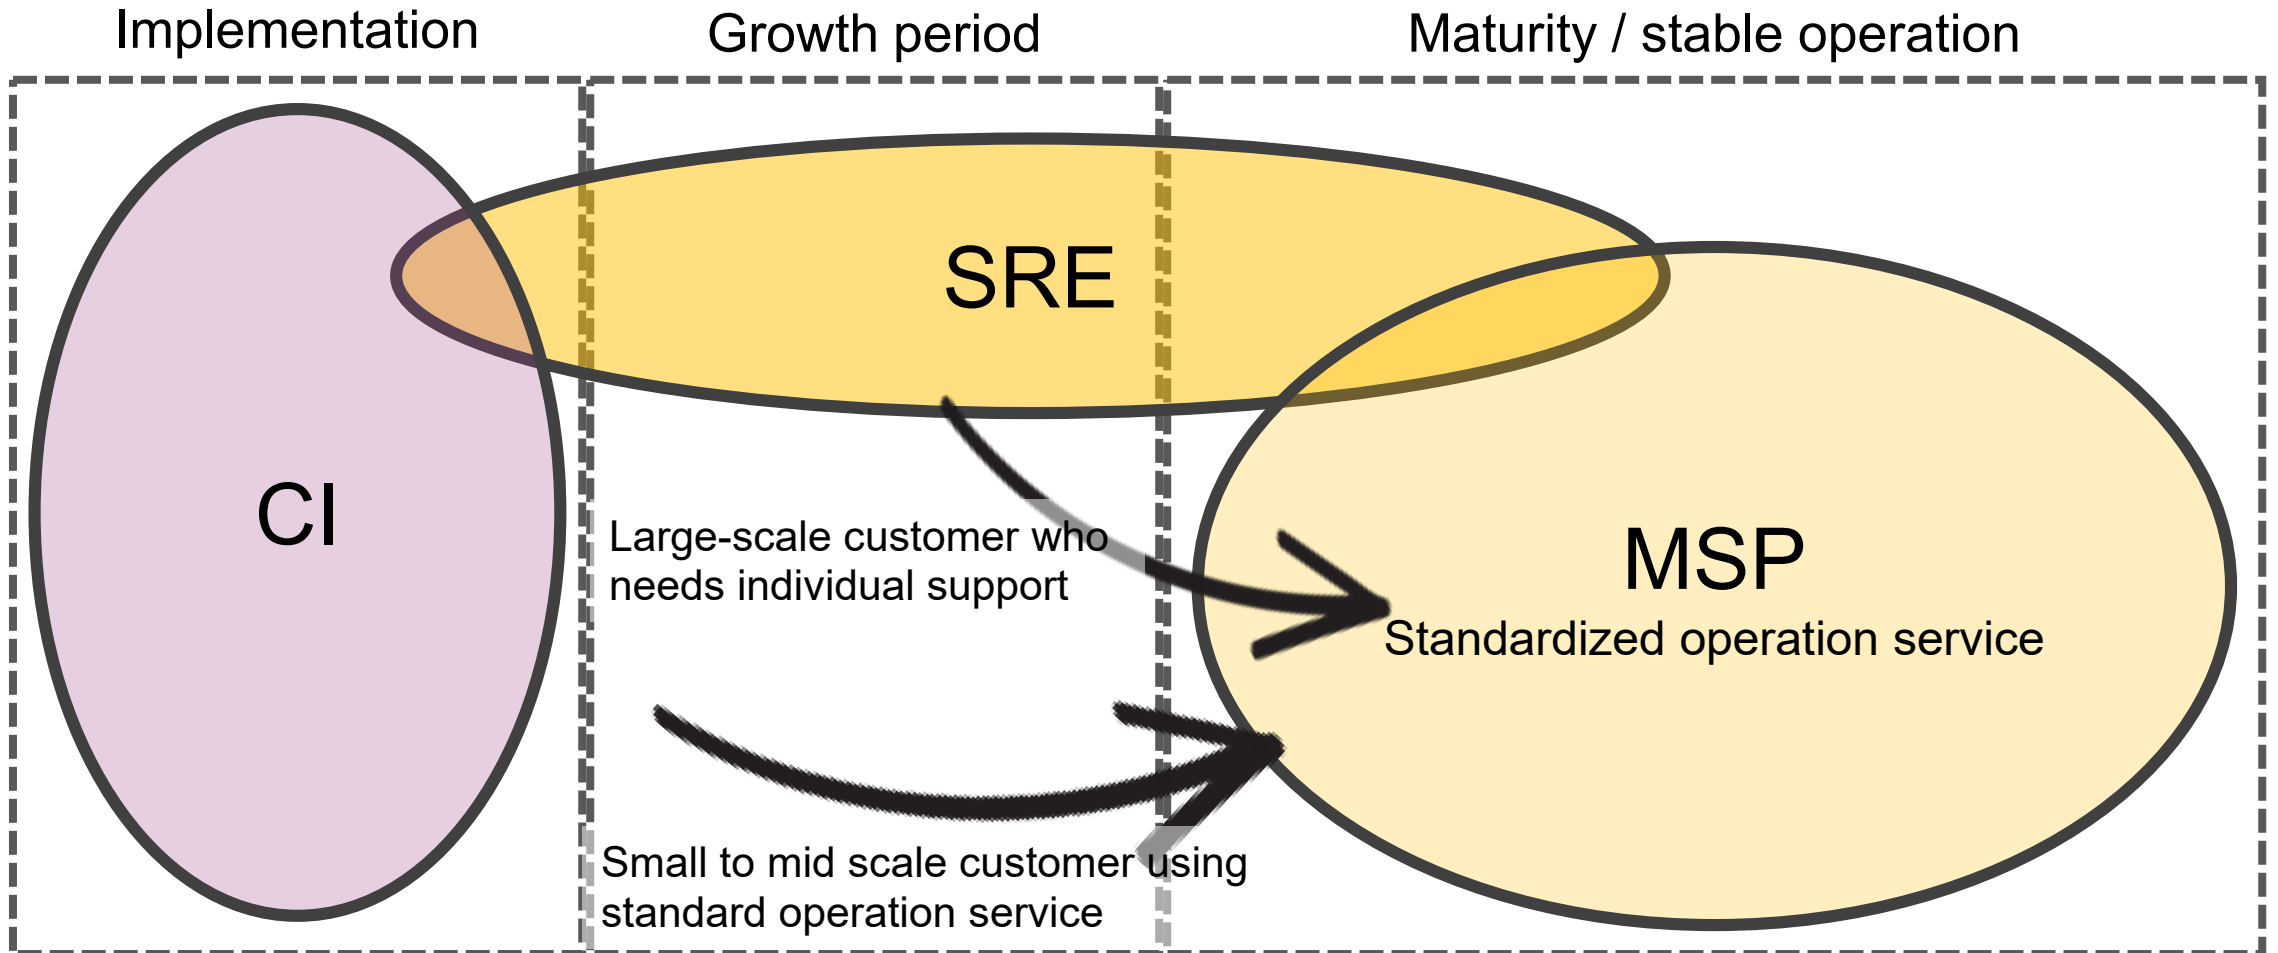 Implementation
Growth period
Maturity / stable operation
SRE
CI
Large-scale customer who
needs individual support
MSP
Standardized operation service
Small to mid scale customer using
standard operation service